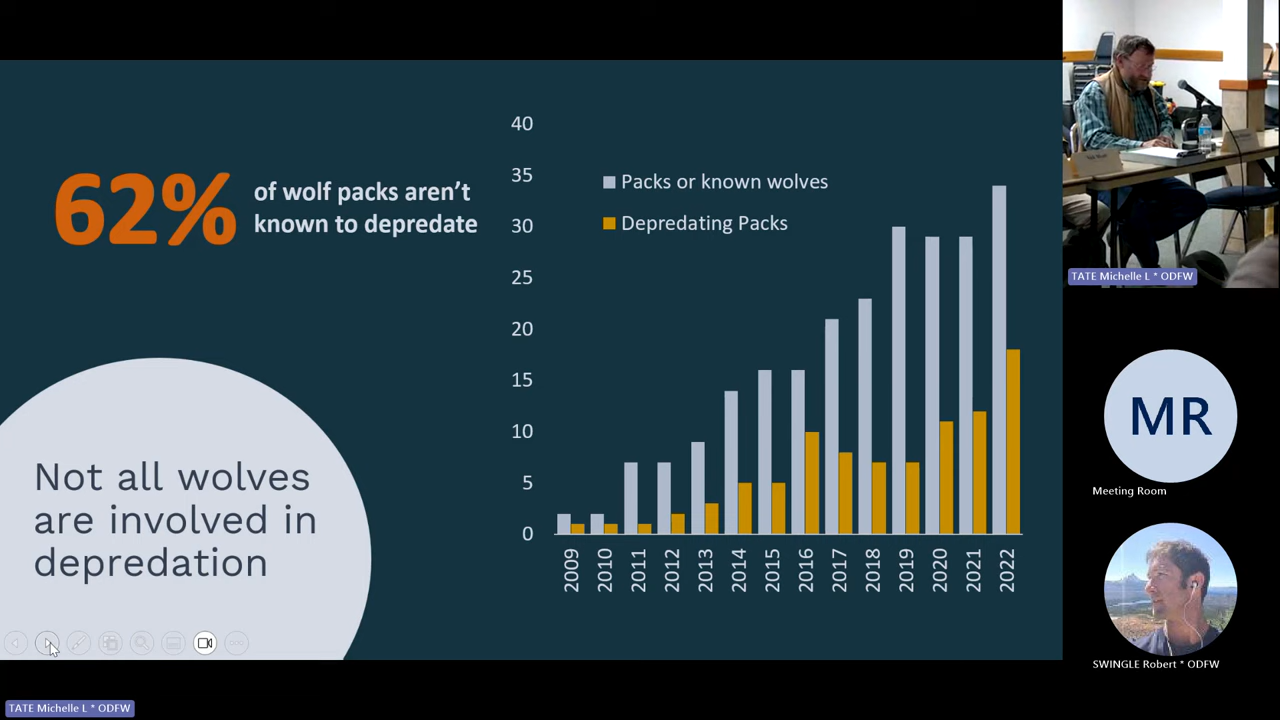 62%
of wolf packs aren't
known to depredate
Not all wolves
are involved in
depredation
40
35
30
25
20
15
10
5
0
Packs or known wolves
Depredating Packs
2009
2010
2011
2012
2013
2014
2015
2016
2017
2018
2019
2020
2021
2022
TATE Michelle L * ODFW
MR
Meeting Room
SWINGLE Robert * ODFW
TATE Michelle L * ODFW